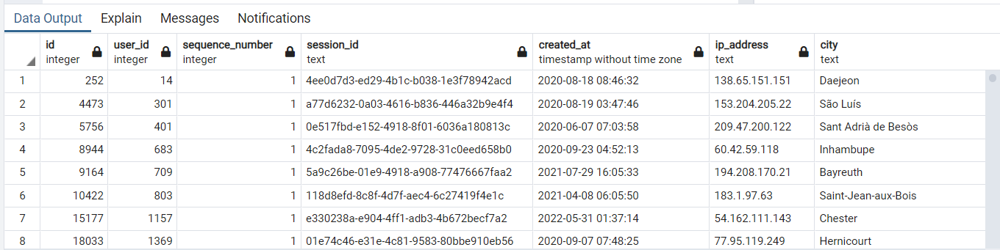 Data Output Explain Messages Notifications
id user_id sequence_number session_id created_at ip_address city
integer integer integer text timestamp without time zone text text
1 252 14 1 4ee0d7d3-ed29-4b1c-b038-1e3f78942acd 2020-08-18 08:46:32 138.65.151.151 Daejeon
2 4473 301 1 a77d6232-0a03-4616-b836-446a32b9e4f4 2020-08-19 03:47:46 153.204.205.22 São Luís
3 5756 401 1 0e517fbd-e152-4918-8f01-6036a180813c 2020-06-07 07:03:58 209.47.200.122 Sant Adrià de Besòs
4 8944 683 1 4c2fada8-7095-4de2-9728-31c0eed658b0 2020-09-23 04:52:13 60.42.59.118 Inhambupe
5 9164 709 1 5a9c26be-01e9-4918-a908-77476667faa2 2021-07-29 16:05:33 194.208.170.21 Bayreuth
6 10422 803 1 118d8efd-8c8f-4d7f-aec4-6c27419f4e1c 2021-04-08 06:05:50 183.1.97.63 Saint-Jean-aux-Bois
7 15177 1157 1 e330238a-e904-4ff1-adb3-4b672becf7a2 2022-05-31 01:37:14 54.162.111.143 Chester
8 18033 1369 1 01e74c46-e31e-4c81-9583-80bbe910eb56 2020-09-07 07:48:25 77.95.119.249 Hernicourt